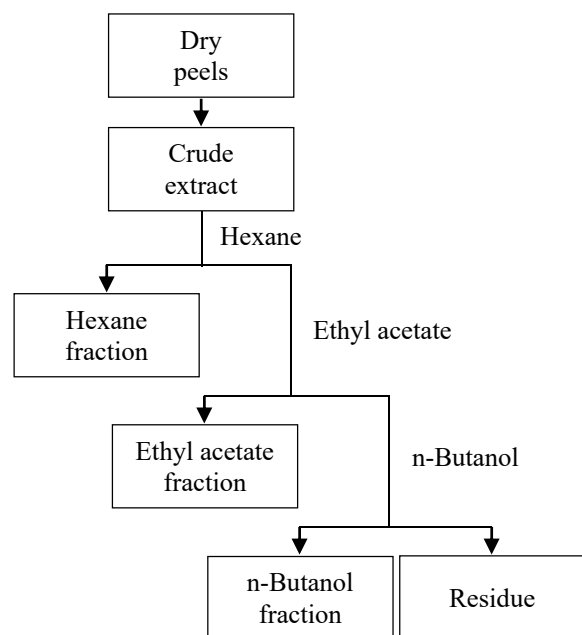 Dry
peels
Crude
extract
Hexane
Hexane
fraction
Ethyl acetate
Ethyl acetate
fraction
n-Butanol
n-Butanol
fraction
Residue